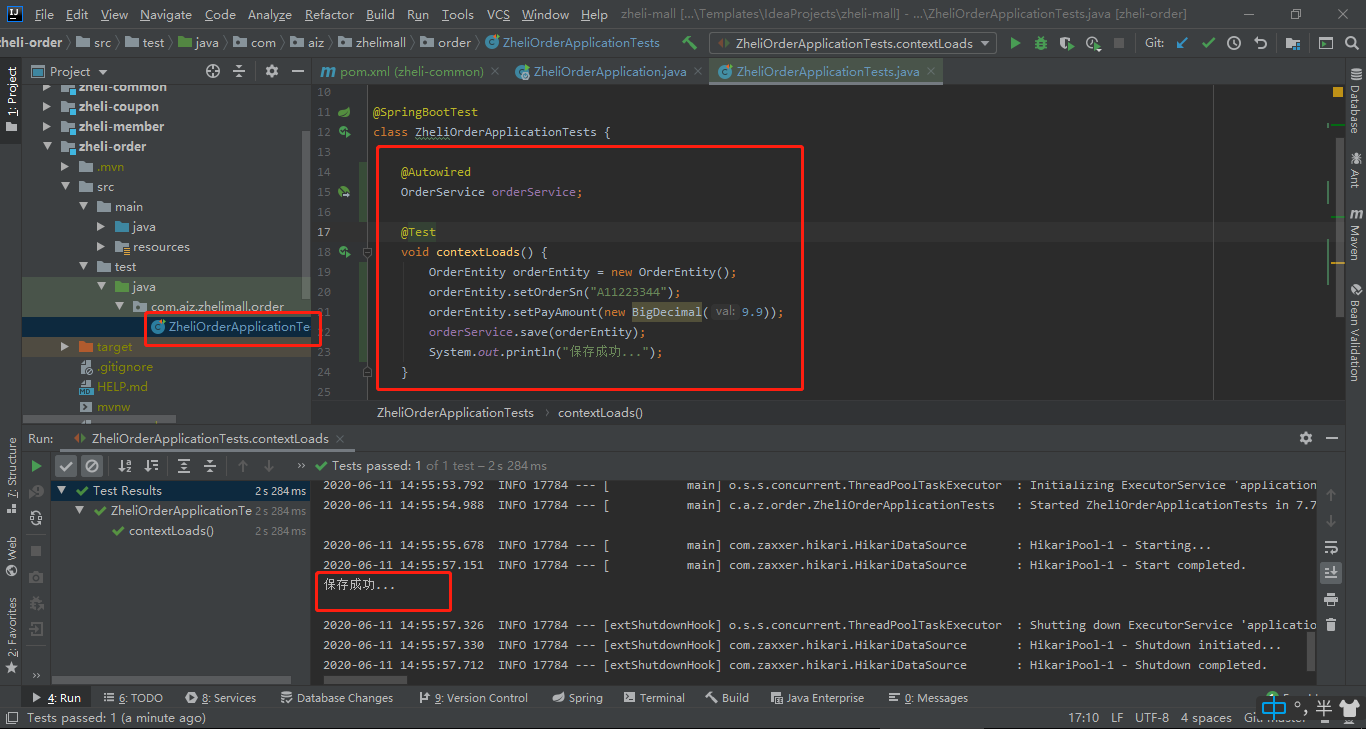 File Edit View Navigate Code Analyze Refactor Build Run Tools VCS Window Help zheli-mall [...\Templates\IdeaProjects\zheli-mall] - ...\ZheliOrderApplicationTests.java [zheli-order]
zheli-order src test java com aiz zhelimall order ZheliOrderApplicationTests ZheliOrderApplicationTests.contextLoads Git:
1: Project
Project
pom.xml (zheli-common) ZheliOrderApplication.java ZheliOrderApplicationTests.java
zheli-common
zheli-coupon
zheli-member
zheli-order
.mvn
src
main
java
resources
test
java
com.aiz.zhelimall.order
ZheliOrderApplicationTe
target
.gitignore
HELP.md
mvnw
10
11 @SpringBootTest
12 class ZheliOrderApplicationTests {
13
14 @Autowired
15 OrderService orderService;
16
17 @Test
18 void contextLoads() {
19 OrderEntity orderEntity = new OrderEntity();
20 orderEntity.setOrderSn("A11223344");
21 orderEntity.setPayAmount(new BigDecimal( val: 9.9));
22 orderService.save(orderEntity);
23 System.out.println("保存成功...");
24 }
25
ZheliOrderApplicationTests › contextLoads()
Database
Ant
Maven
Bean Validation
Run: ZheliOrderApplicationTests.contextLoads
Tests passed: 1 of 1 test – 2 s 284 ms
Test Results 2 s 284 ms
ZheliOrderApplicationTe 2 s 284 ms
contextLoads() 2 s 284 ms
2020-06-11 14:55:53.792 INFO 17784 --- [ main] o.s.s.concurrent.ThreadPoolTaskExecutor : Initializing ExecutorService 'application
2020-06-11 14:55:54.988 INFO 17784 --- [ main] c.a.z.order.ZheliOrderApplicationTests : Started ZheliOrderApplicationTests in 7.7
2020-06-11 14:55:55.678 INFO 17784 --- [ main] com.zaxxer.hikari.HikariDataSource : HikariPool-1 - Starting...
2020-06-11 14:55:57.151 INFO 17784 --- [ main] com.zaxxer.hikari.HikariDataSource : HikariPool-1 - Start completed.
保存成功...
2020-06-11 14:55:57.326 INFO 17784 --- [extShutdownHook] o.s.s.concurrent.ThreadPoolTaskExecutor : Shutting down ExecutorService 'applicatio
2020-06-11 14:55:57.330 INFO 17784 --- [extShutdownHook] com.zaxxer.hikari.HikariDataSource : HikariPool-1 - Shutdown initiated...
2020-06-11 14:55:57.712 INFO 17784 --- [extShutdownHook] com.zaxxer.hikari.HikariDataSource : HikariPool-1 - Shutdown completed.
7: Structure
Web
2: Favorites
4: Run 6: TODO 8: Services Database Changes 9: Version Control Spring Terminal Build Java Enterprise 0: Messages
中 °, 半
Tests passed: 1 (a minute ago) 17:10 LF UTF-8 4 spaces